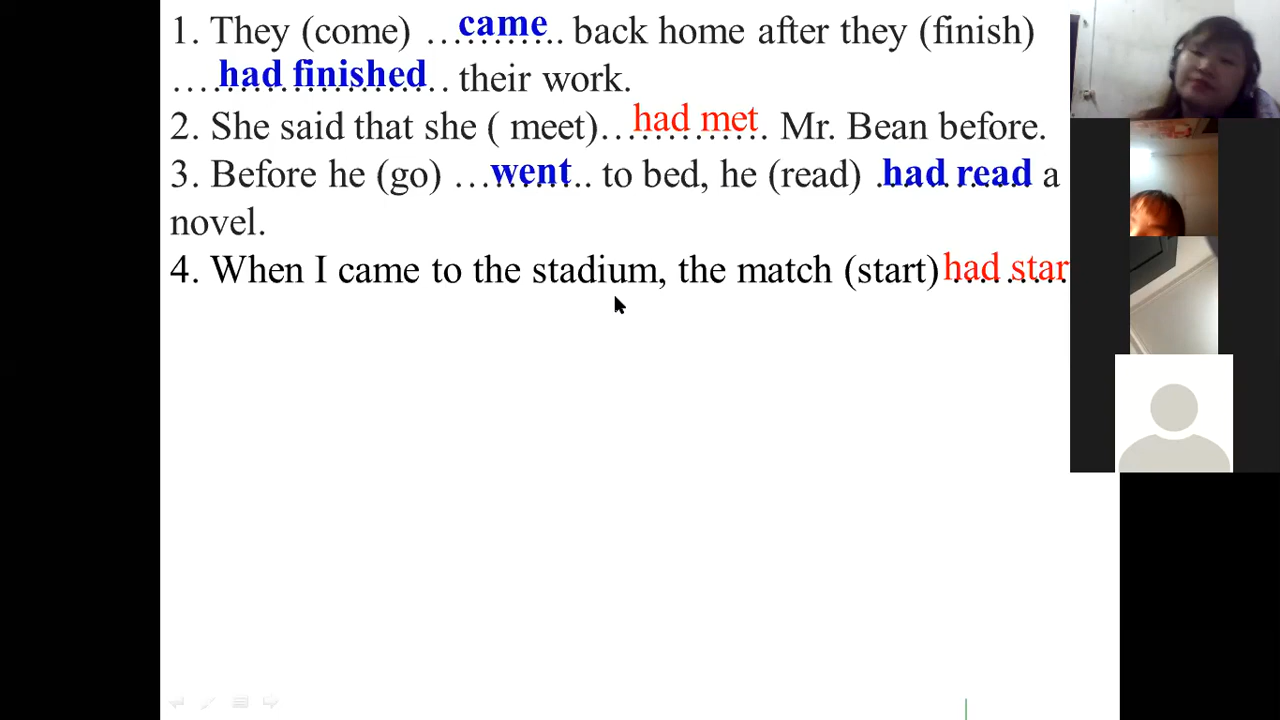 1. They (come) …came….. back home after they (finish)
….had finished….. their work.
2. She said that she ( meet)…had met…. Mr. Bean before.
3. Before he (go) …went….. to bed, he (read) .had read…. a
novel.
4. When I came to the stadium, the match (start) had star